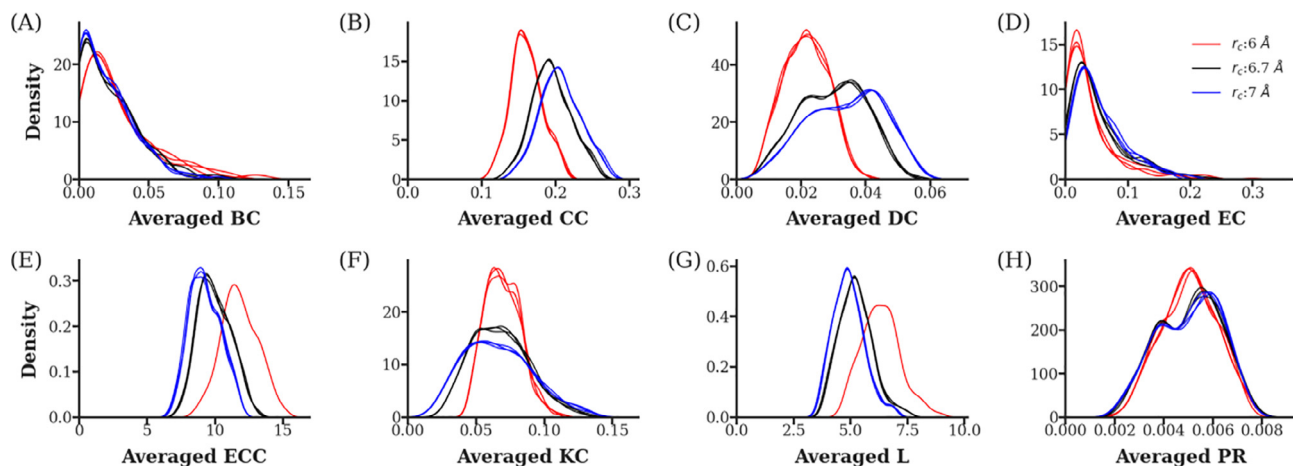 (A)
Density
20
10
0
0.00 0.05 0.10 0.15
Averaged BC
(B)
15
10
5
0
0.0 0.1 0.2 0.3
Averaged CC
(C)
40
20
0
0.00 0.02 0.04 0.06
Averaged DC
(D)
15
10
5
0
0.0 0.1 0.2 0.3
Averaged EC
rc:6 Å
rc:6.7 Å
rc:7 Å
(E)
Density
0.3
0.2
0.1
0.0
0 5 10 15
Averaged ECC
(F)
20
10
0
0.00 0.05 0.10 0.15
Averaged KC
(G)
0.6
0.4
0.2
0.0
0.0 2.5 5.0 7.5 10.0
Averaged L
(H)
300
200
100
0
0.000 0.002 0.004 0.006 0.008
Averaged PR